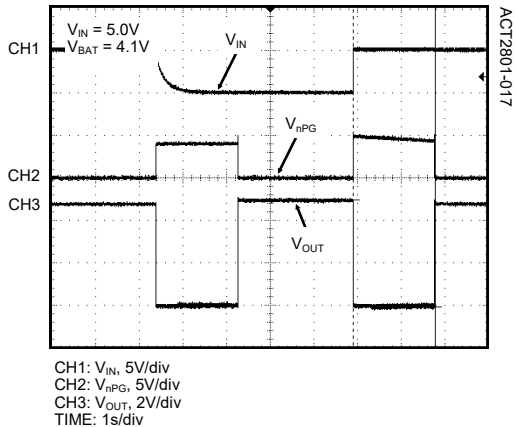 V_IN = 5.0V
V_BAT = 4.1V
CH1
V_IN
ACT2801-017
V_nPG
CH2
CH3
V_OUT
CH1: V_IN, 5V/div
CH2: V_nPG, 5V/div
CH3: V_OUT, 2V/div
TIME: 1s/div